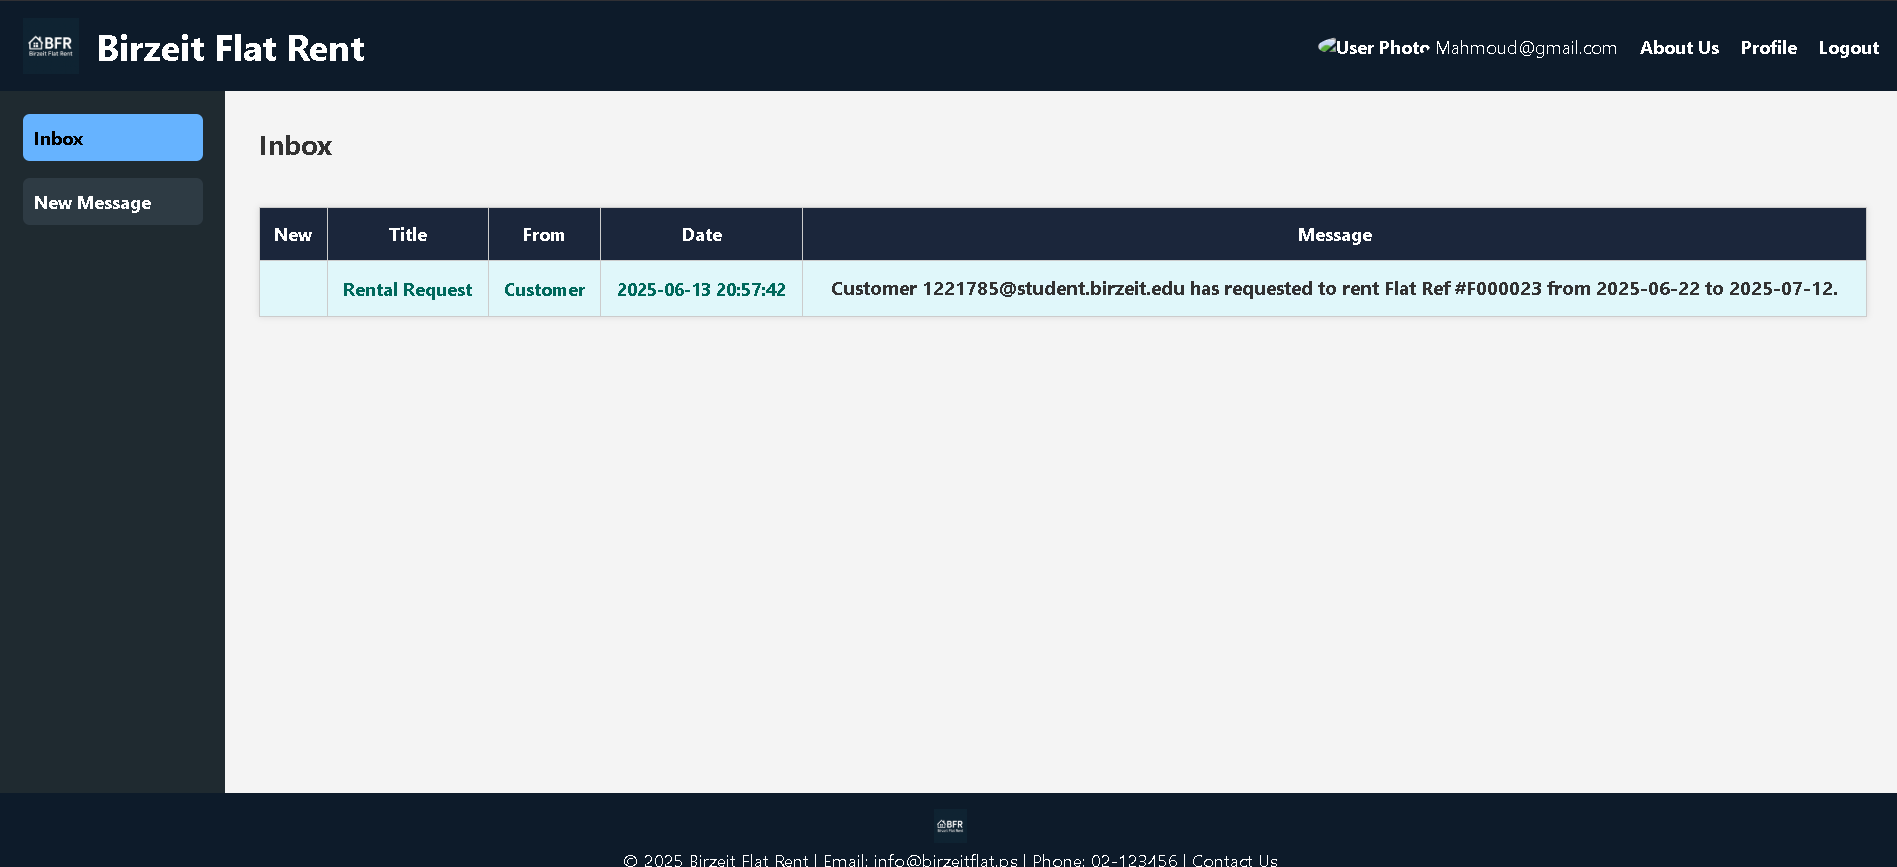 BFR
Birzeit Flat Rent
Birzeit Flat Rent
User Photo Mahmoud@gmail.com About Us Profile Logout
Inbox
New Message
Inbox
New Title From Date Message
Rental Request Customer 2025-06-13 20:57:42 Customer 1221785@student.birzeit.edu has requested to rent Flat Ref #F000023 from 2025-06-22 to 2025-07-12.
BFR
Birzeit Flat Rent
© 2025 Birzeit Flat Rent | Email: info@birzeitflat.ps | Phone: 02-123456 | Contact Us